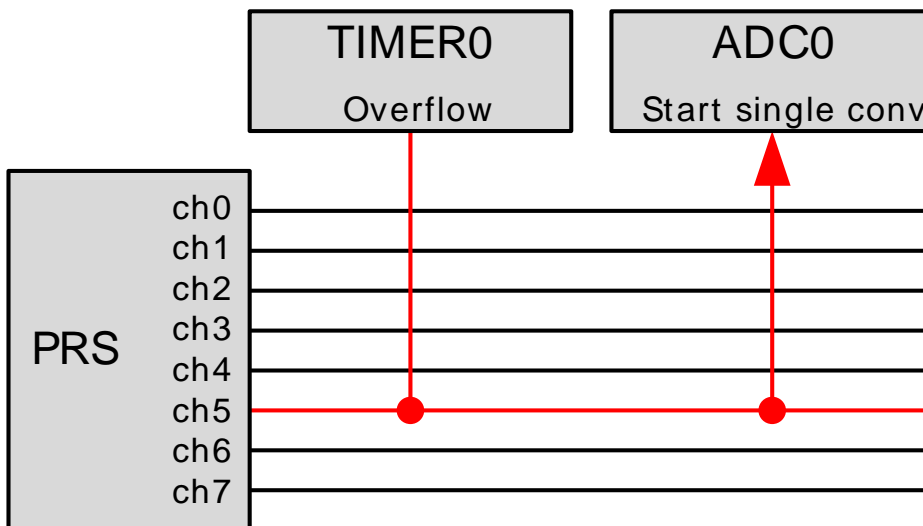 TIMER0
ADC0
Overflow
Start single conv
ch0
ch1
ch2
ch3
PRS
ch4
ch5
ch6
ch7